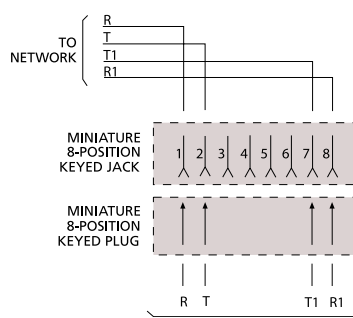 R
T
TO
NETWORK
T1
R1
MINIATURE
8-POSITION
KEYED JACK
1 2 3 4 5 6 7 8
MINIATURE
8-POSITION
KEYED PLUG
R T T1 R1